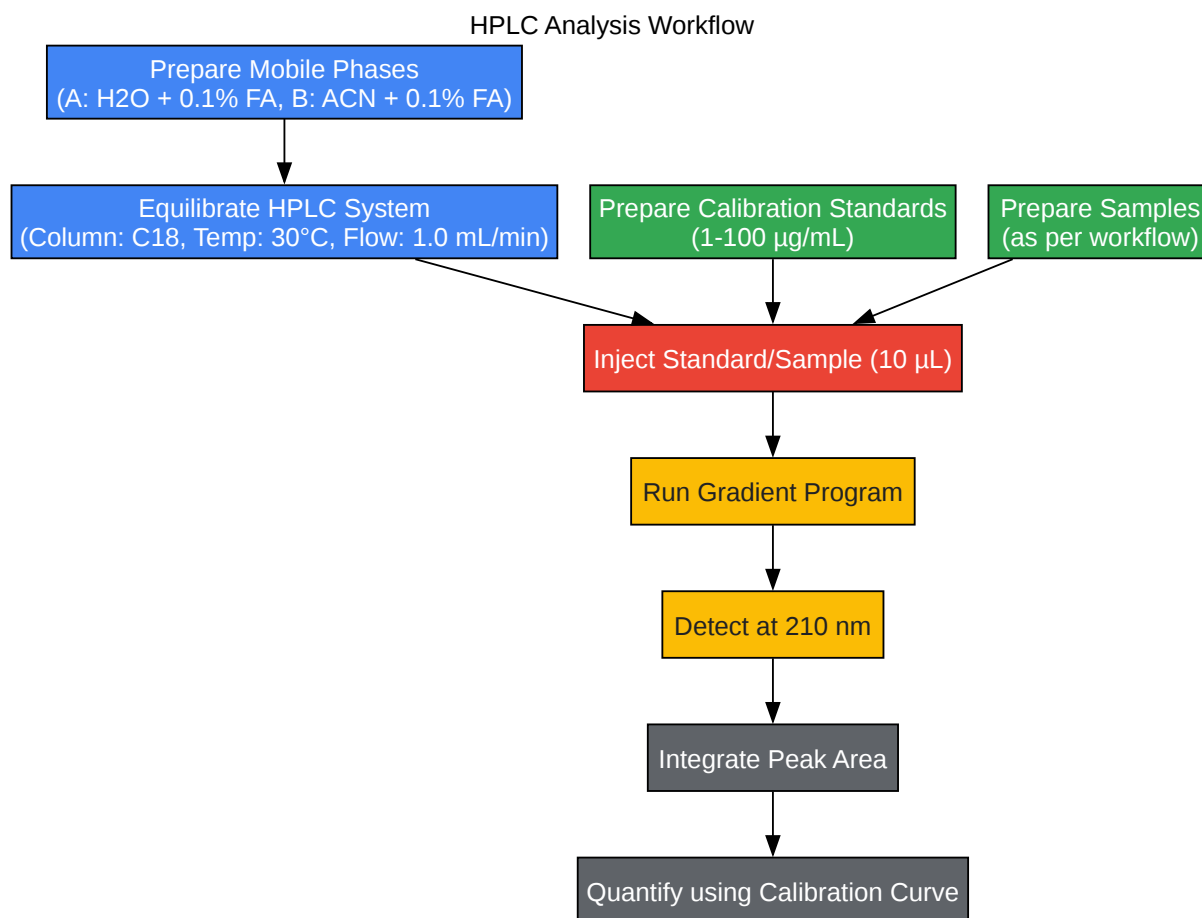 HPLC Analysis Workflow
Prepare Mobile Phases
(A: H2O + 0.1% FA, B: ACN + 0.1% FA)
Equilibrate HPLC System
(Column: C18, Temp: 30°C, Flow: 1.0 mL/min)
Prepare Calibration Standards
(1-100 µg/mL)
Prepare Samples
(as per workflow)
Inject Standard/Sample (10 µL)
Run Gradient Program
Detect at 210 nm
Integrate Peak Area
Quantify using Calibration Curve